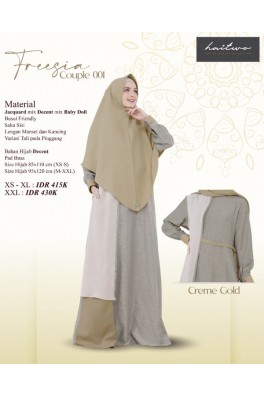 Freesia
Couple 001
haitwo
Material
Jacquard mix Decent mix Baby Doll
Busui Friendly
Saku Sisi
Lengan Manset dan Kancing
Variasi Tali pada Pinggang
Bahan Hijab Decent
Pad Busa
Size Hijab 85x110 cm (XS-S)
Size Hijab 95x120 cm (M-XXL)
XS - XL : IDR 415K
XXL : IDR 430K
Creme Gold